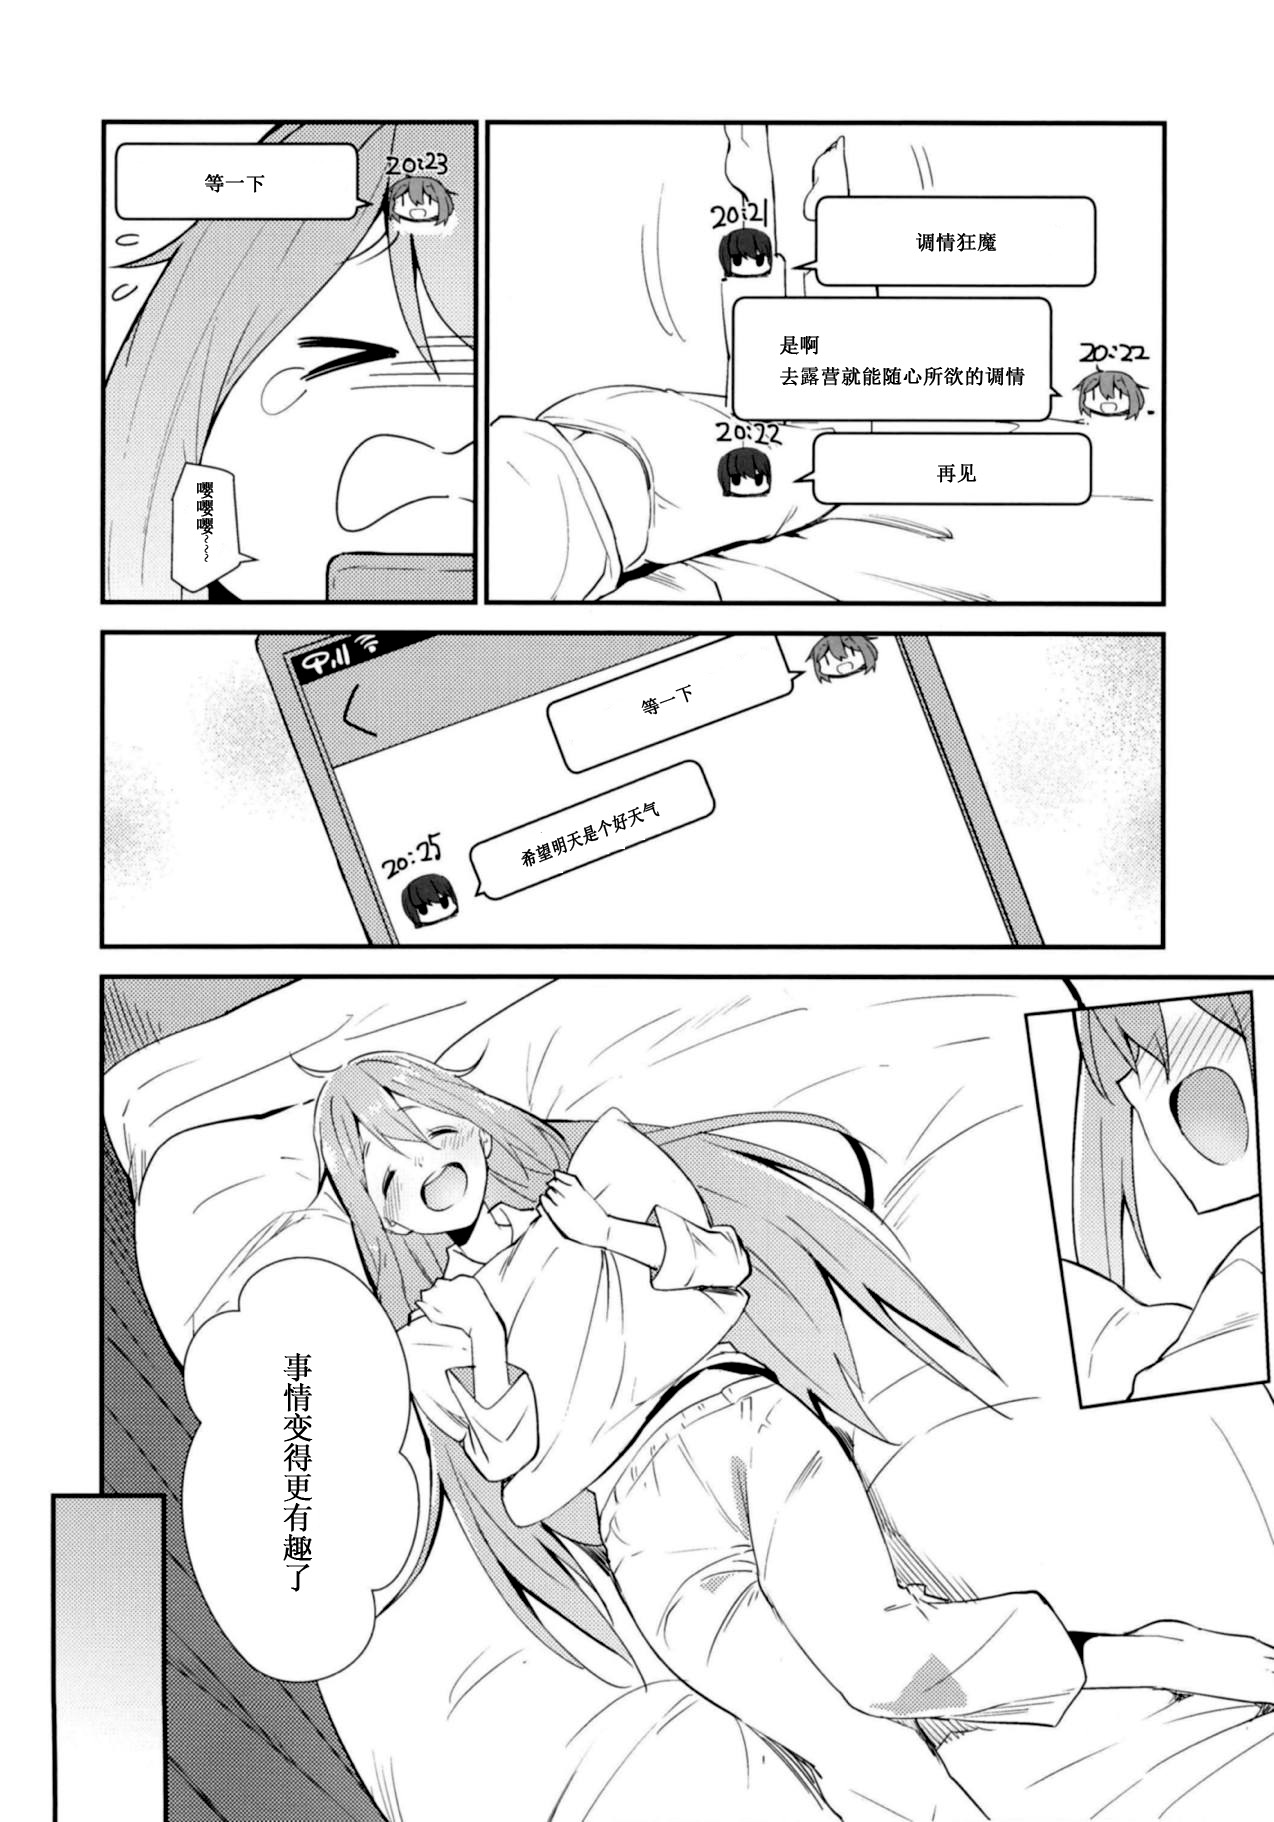 20:21
调情狂魔
是啊
去露营就能随心所欲的调情
20:22
20:22
再见
20:23
等一下
嘤嘤嘤~~~
等一下
20:25
希望明天是个好天气
事情变得更有趣了